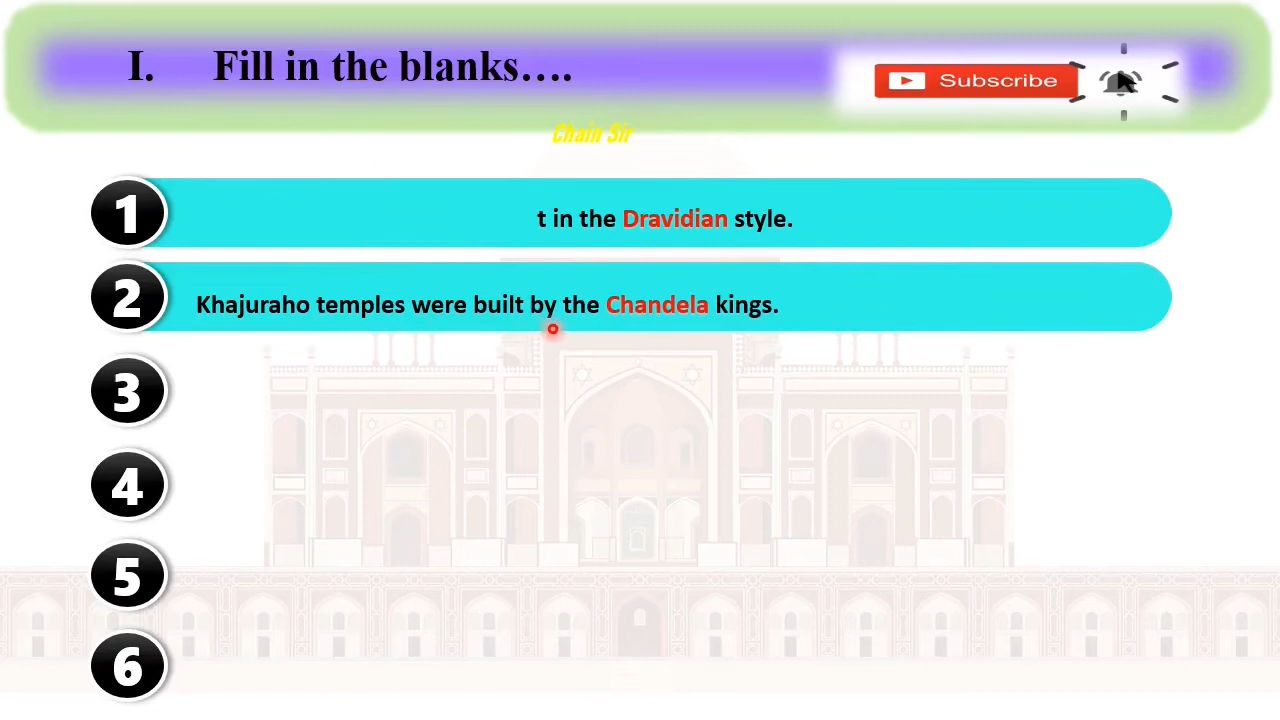 I. Fill in the blanks....
Subscribe
Chain Sir
1
t in the Dravidian style.
2
Khajuraho temples were built by the Chandela kings.
3
4
5
6